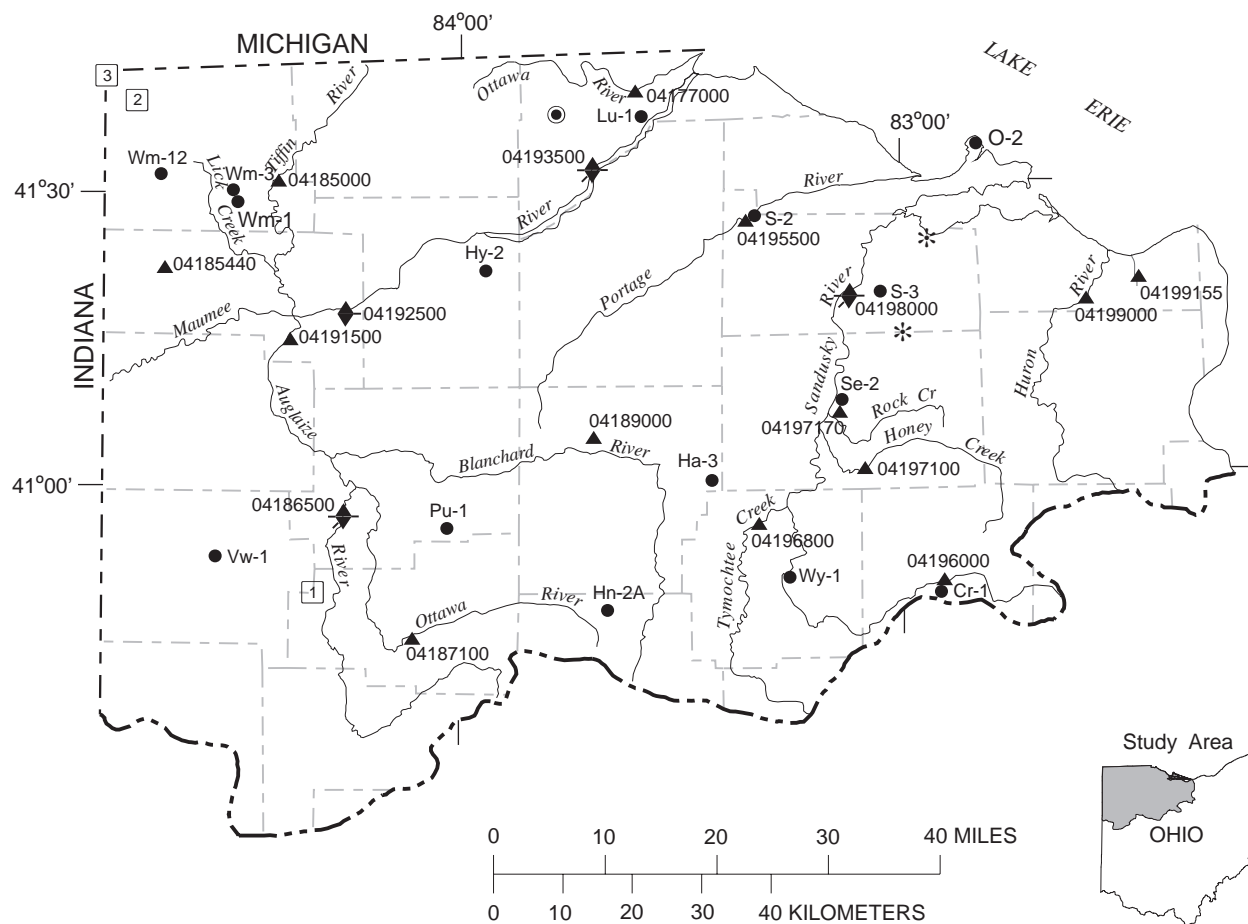 84°00'
MICHIGAN
LAKE
ERIE
3
2
Ottawa
River
River
04177000
Lu-1
83°00'
O-2
04193500
Wm-12
Lick
Creek
Wm-3
Tiffin
04185000
41°30'
Wm-1
River
River
S-2
04195500
Hy-2
04185440
Portage
River
S-3
04198000
River
04199155
04199000
Maumee
04192500
04191500
INDIANA
Sandusky
Huron
Auglaize
Se-2
Rock Cr
04197170
Honey
Creek
04189000
Blanchard
River
Ha-3
04197100
41°00'
04186500
Pu-1
Creek
04196800
Vw-1
River
1
Tymochtee
Wy-1
04196000
Cr-1
Ottawa
River
Hn-2A
04187100
Study Area
OHIO
0 10 20 30 40 MILES
0 10 20 30 40 KILOMETERS